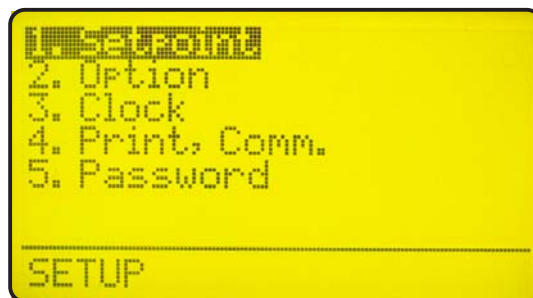 1. Setpoint
2. Option
3. Clock
4. Print, Comm.
5. Password
SETUP